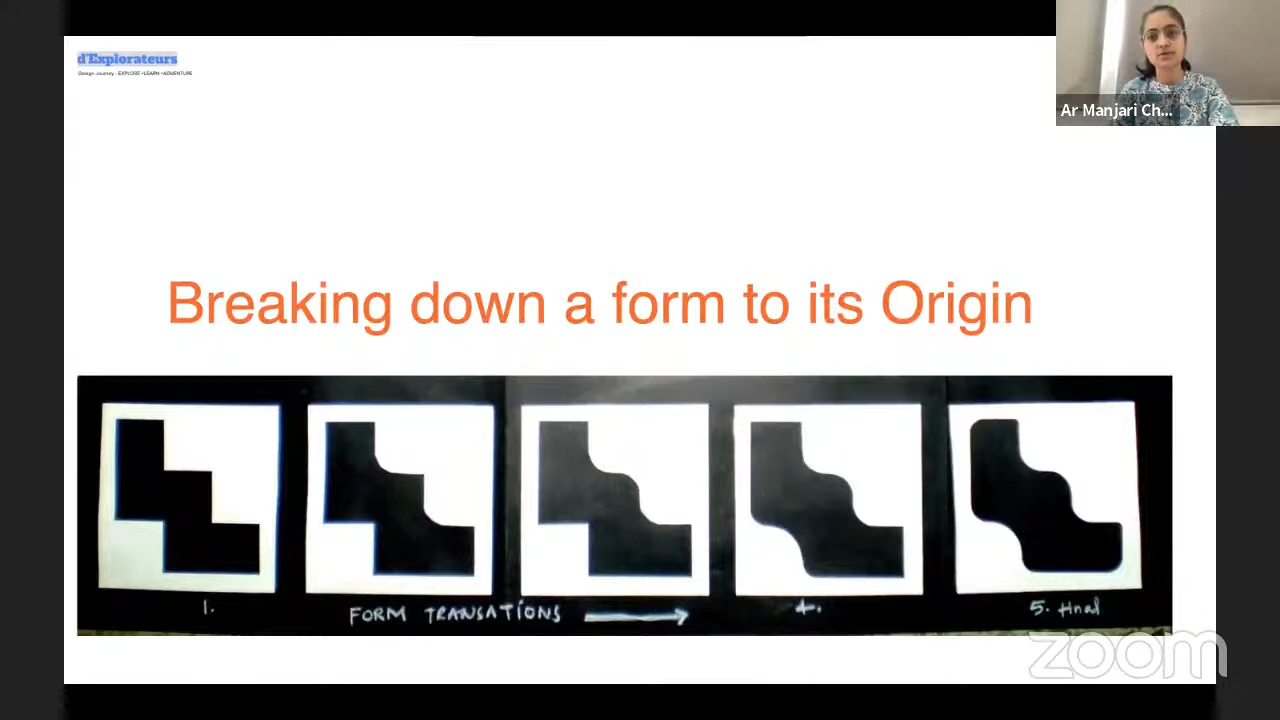 d'Explorateurs
Design Journey - EXPLORE -LEARN -ADVENTURE
Ar Manjari Ch...
Breaking down a form to its Origin
1.
FORM TRANSATIONS
4.
5. final
zoom